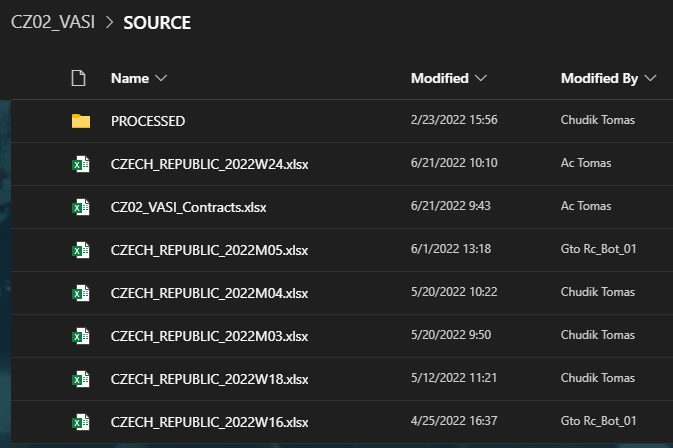 CZ02_VASI > SOURCE
Name Modified Modified By
PROCESSED 2/23/2022 15:56 Chudik Tomas
CZECH_REPUBLIC_2022W24.xlsx 6/21/2022 10:10 Ac Tomas
CZ02_VASI_Contracts.xlsx 6/21/2022 9:43 Ac Tomas
CZECH_REPUBLIC_2022M05.xlsx 6/1/2022 13:18 Gto Rc_Bot_01
CZECH_REPUBLIC_2022M04.xlsx 5/20/2022 10:22 Chudik Tomas
CZECH_REPUBLIC_2022M03.xlsx 5/20/2022 9:50 Chudik Tomas
CZECH_REPUBLIC_2022W18.xlsx 5/12/2022 11:21 Chudik Tomas
CZECH_REPUBLIC_2022W16.xlsx 4/25/2022 16:37 Gto Rc_Bot_01